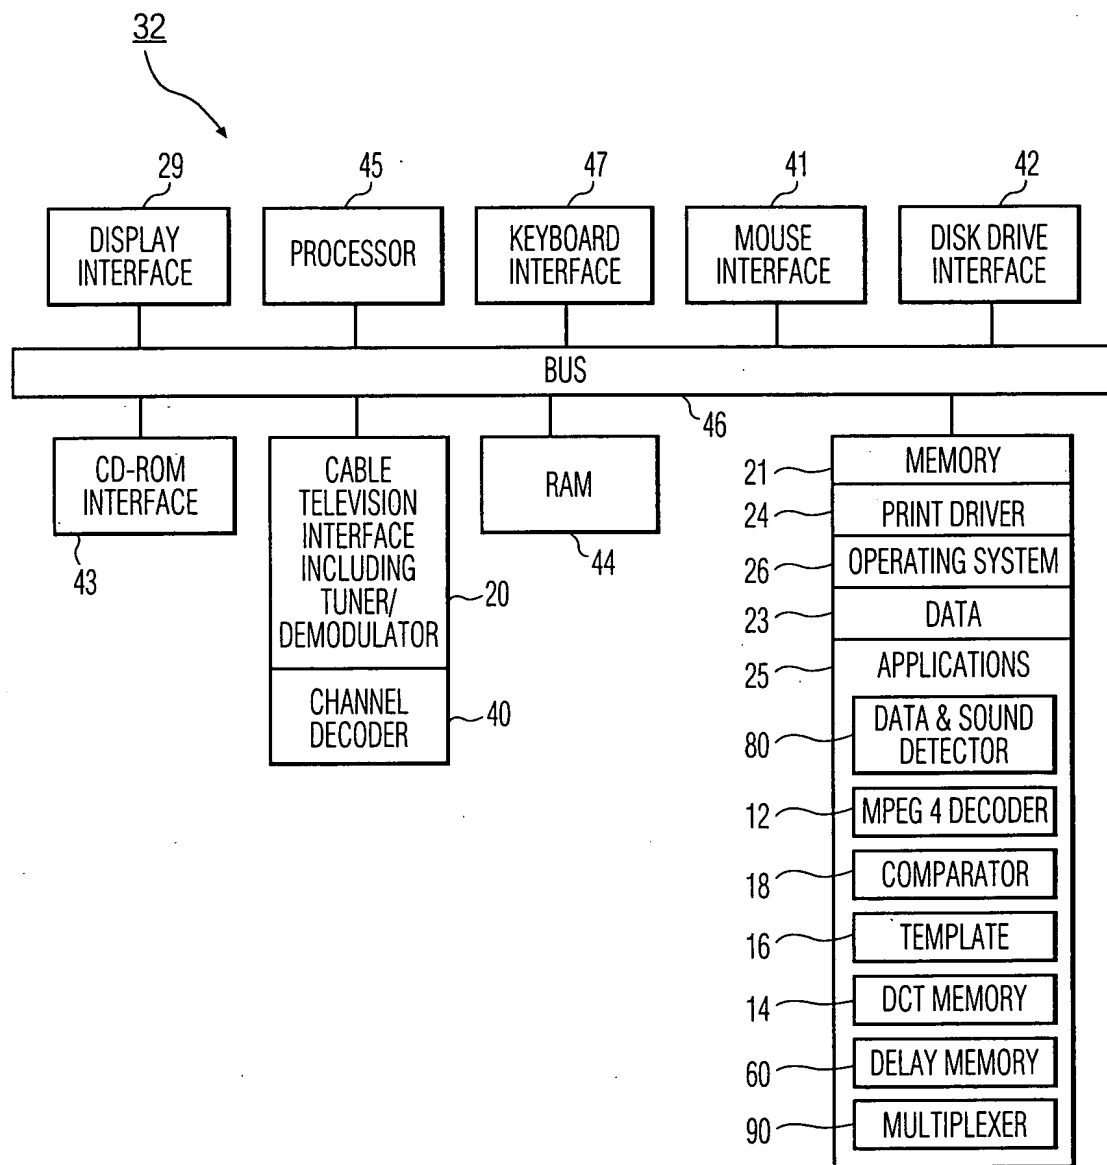 32
29
45
47
41
42
DISPLAY
INTERFACE
PROCESSOR
KEYBOARD
INTERFACE
MOUSE
INTERFACE
DISK DRIVE
INTERFACE
BUS
46
CD-ROM
INTERFACE
43
CABLE
TELEVISION
INTERFACE
INCLUDING
TUNER/
DEMODULATOR
20
CHANNEL
DECODER
40
RAM
44
21
MEMORY
24
PRINT DRIVER
26
OPERATING SYSTEM
23
DATA
25
APPLICATIONS
80
DATA & SOUND
DETECTOR
12
MPEG 4 DECODER
18
COMPARATOR
16
TEMPLATE
14
DCT MEMORY
60
DELAY MEMORY
90
MULTIPLEXER